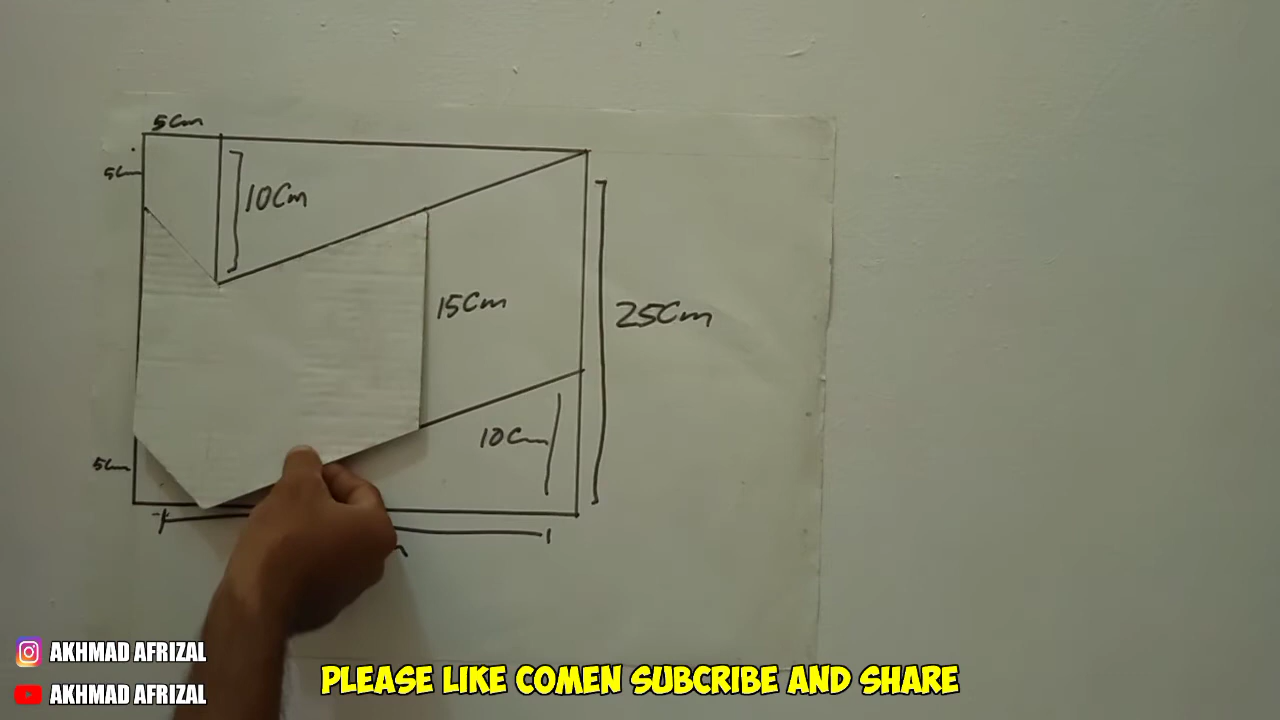 5cm
5cm
10cm
15cm
25cm
10cm
5cm
AKHMAD AFRIZAL
AKHMAD AFRIZAL
PLEASE LIKE COMEN SUBCRIBE AND SHARE